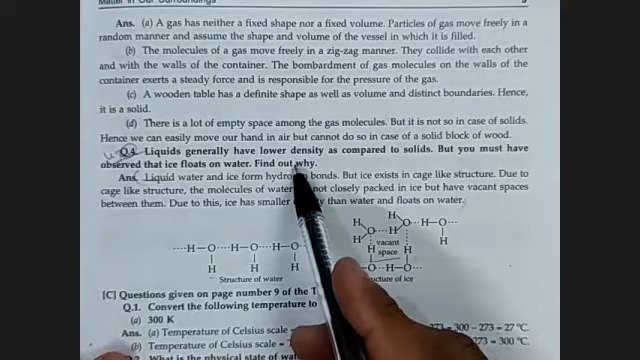 Matter in Our Surroundings
Ans. (a) A gas has neither a fixed shape nor a fixed volume. Particles of gas move freely in a
random manner and assume the shape and volume of the vessel in which it is filled.
(b) The molecules of a gas move freely in a zig-zag manner. They collide with each other
and with the walls of the container. The bombardment of gas molecules on the walls of the
container exerts a steady force and is responsible for the pressure of the gas.
(c) A wooden table has a definite shape as well as volume and distinct boundaries. Hence,
it is a solid.
(d) There is a lot of empty space among the gas molecules. But it is not so in case of solids.
Hence we can easily move our hand in air but cannot do so in case of a solid block of wood.
Q.4. Liquids generally have lower density as compared to solids. But you must have
observed that ice floats on water. Find out why.
Ans. Liquid water and ice form bonds. But ice exists in cage like structure. Due to
cage like structure, the molecules of water not closely packed in ice but have vacant spaces
between them. Due to this, ice has smaller than water and floats on water.
H H
H—O H—O H—O O H O—H—O
H vacant H
H H H H space H
O H—O
Structure of water of ice
[C] Questions given on page number 9 of the
Q.1. Convert the following temperature to
(a) 300 K
Ans. (a) Temperature of Celsius scale = 300 – 273 = 27 °C.
(b) Temperature of Celsius scale = 273 = 300 °C.
What is the physical state of